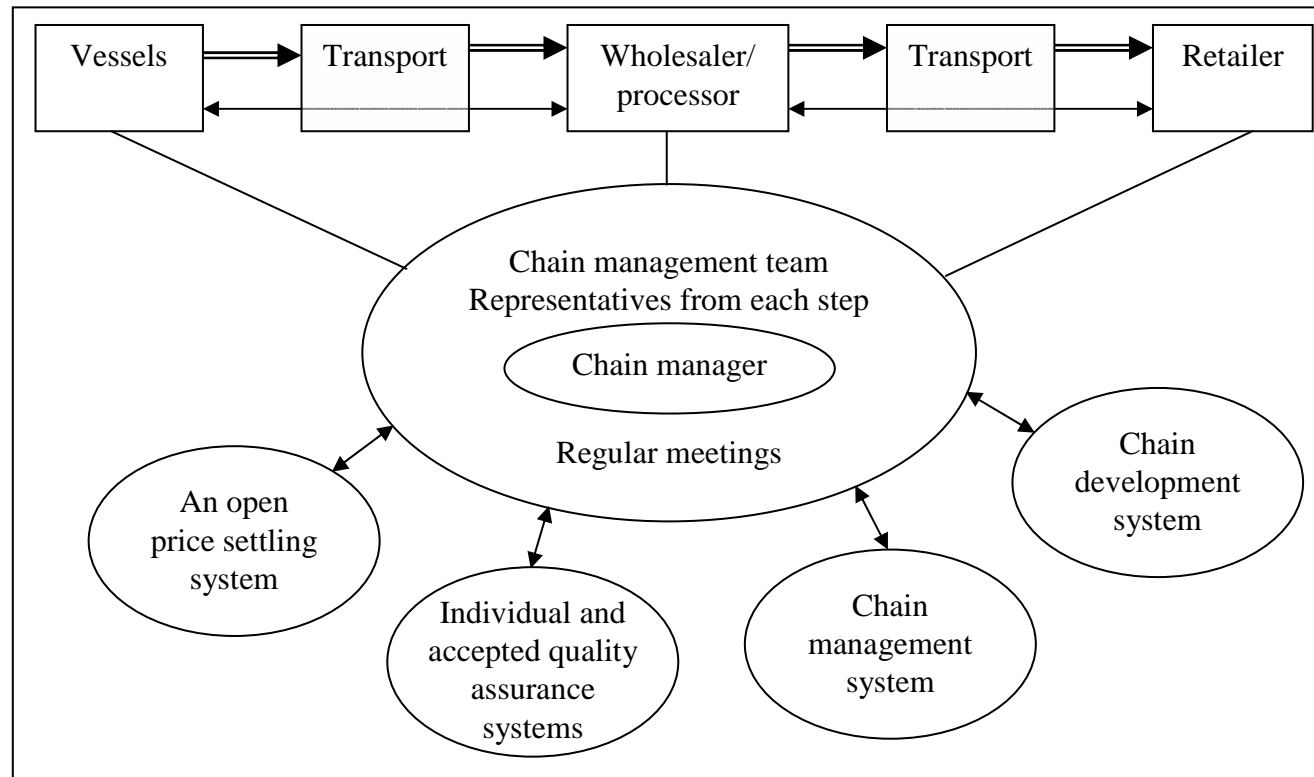 Vessels
Transport
Wholesaler/
processor
Transport
Retailer
Chain management team
Representatives from each step
Chain manager
Regular meetings
An open
price settling
system
Individual and
accepted quality
assurance
systems
Chain
management
system
Chain
development
system